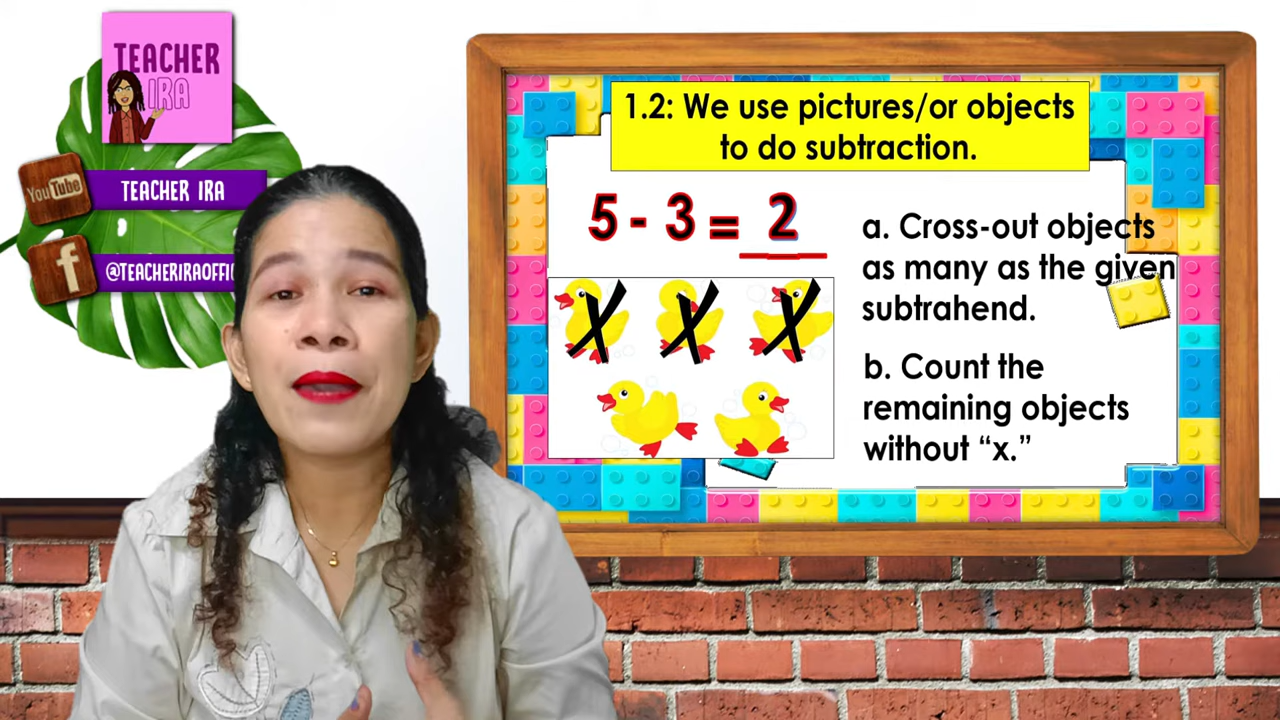 TEACHER
IRA
YouTube
TEACHER IRA
f
@TEACHERIRAOFFI
1.2: We use pictures/or objects
to do subtraction.
5 - 3 = 2
X X X
a. Cross-out objects
as many as the given
subtrahend.
b. Count the
remaining objects
without “x.”